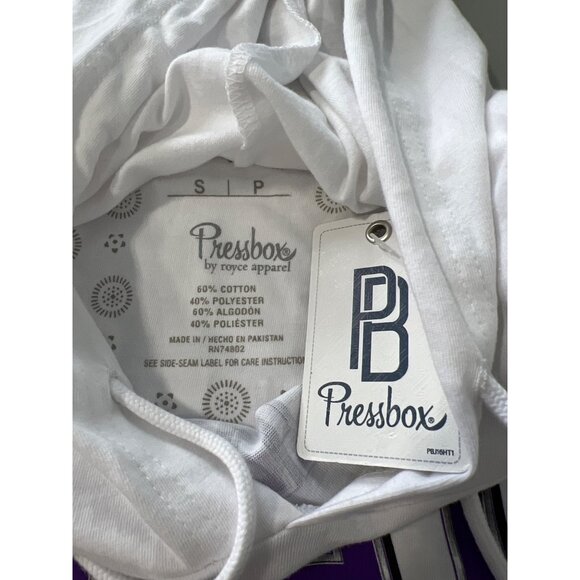 S | P
Pressbox
by royce apparel
60% COTTON
40% POLYESTER
60% ALGODÓN
40% POLIÉSTER
MADE IN / HECHO EN PAKISTAN
RN74802
SEE SIDE-SEAM LABEL FOR CARE INSTRUCTION
PB
Pressbox